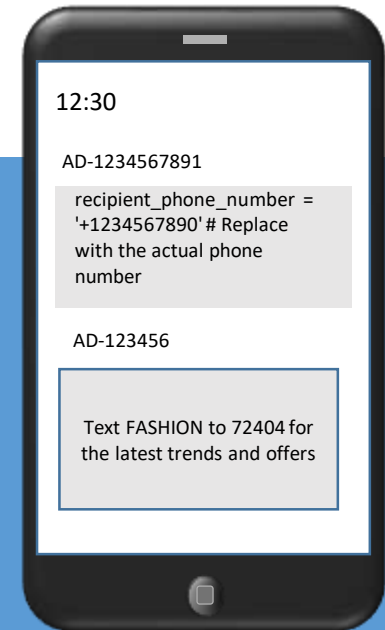 12:30
AD-1234567891
recipient_phone_number =
'+1234567890' # Replace
with the actual phone
number
AD-123456
Text FASHION to 72404 for
the latest trends and offers